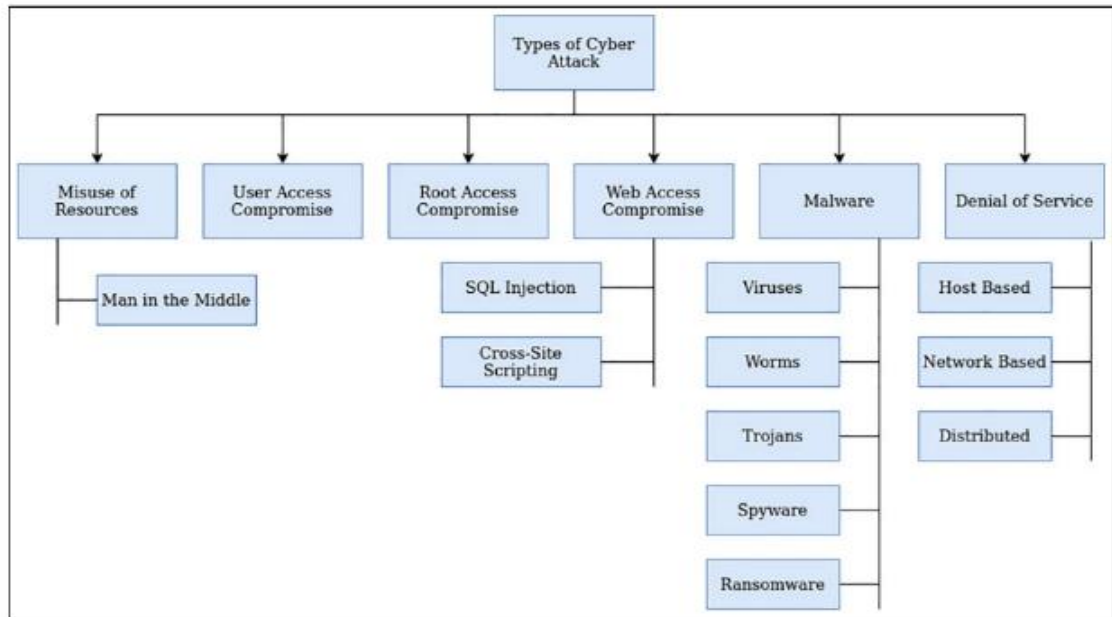 Types of Cyber
Attack
Misuse of
Resources
User Access
Compromise
Root Access
Compromise
Web Access
Compromise
Malware
Denial of Service
Man in the Middle
SQL Injection
Cross-Site
Scripting
Viruses
Worms
Trojans
Spyware
Ransomware
Host Based
Network Based
Distributed